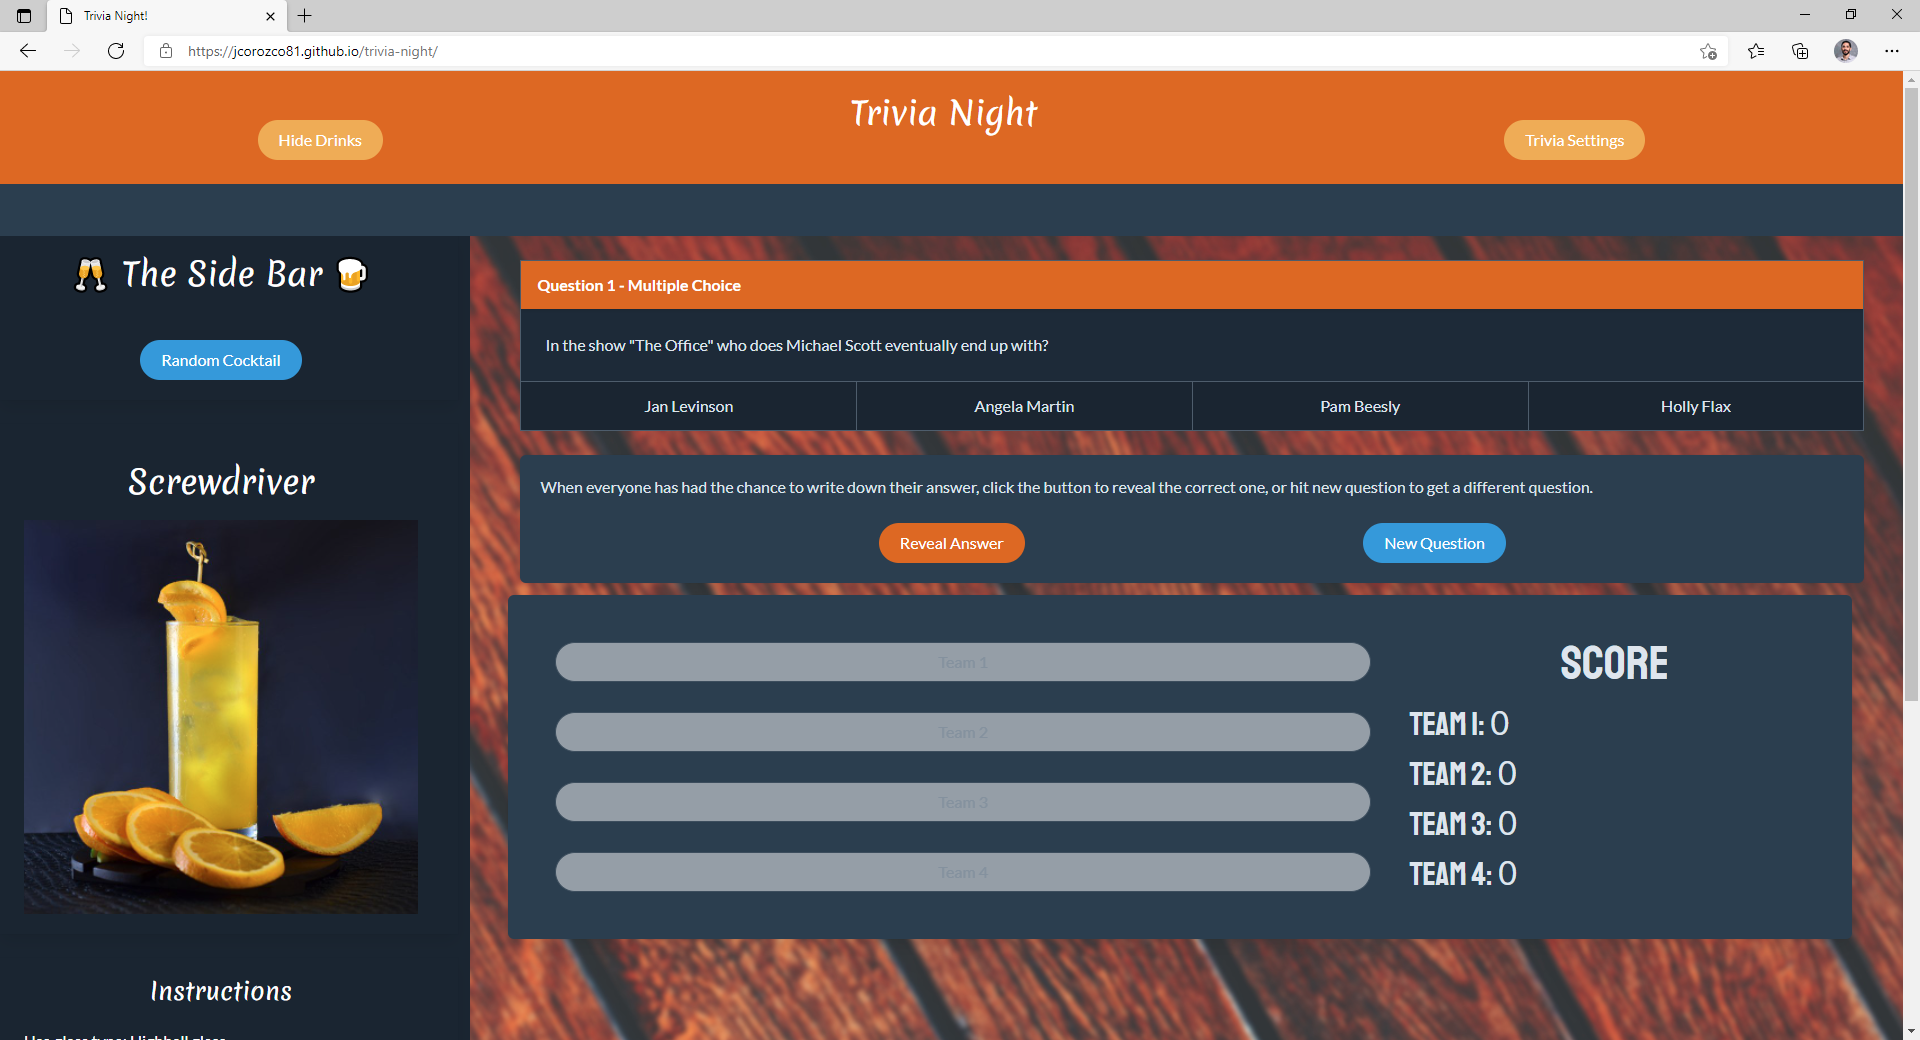 Trivia Night!
https://jcorozco81.github.io/trivia-night/
Trivia Night
Hide Drinks
Trivia Settings
The Side Bar
Random Cocktail
Screwdriver
Instructions
Use glass type: Highball glass
Question 1 - Multiple Choice
In the show "The Office" who does Michael Scott eventually end up with?
Jan Levinson
Angela Martin
Pam Beesly
Holly Flax
When everyone has had the chance to write down their answer, click the button to reveal the correct one, or hit new question to get a different question.
Reveal Answer
New Question
Team 1
Team 2
Team 3
Team 4
SCORE
TEAM 1: 0
TEAM 2: 0
TEAM 3: 0
TEAM 4: 0